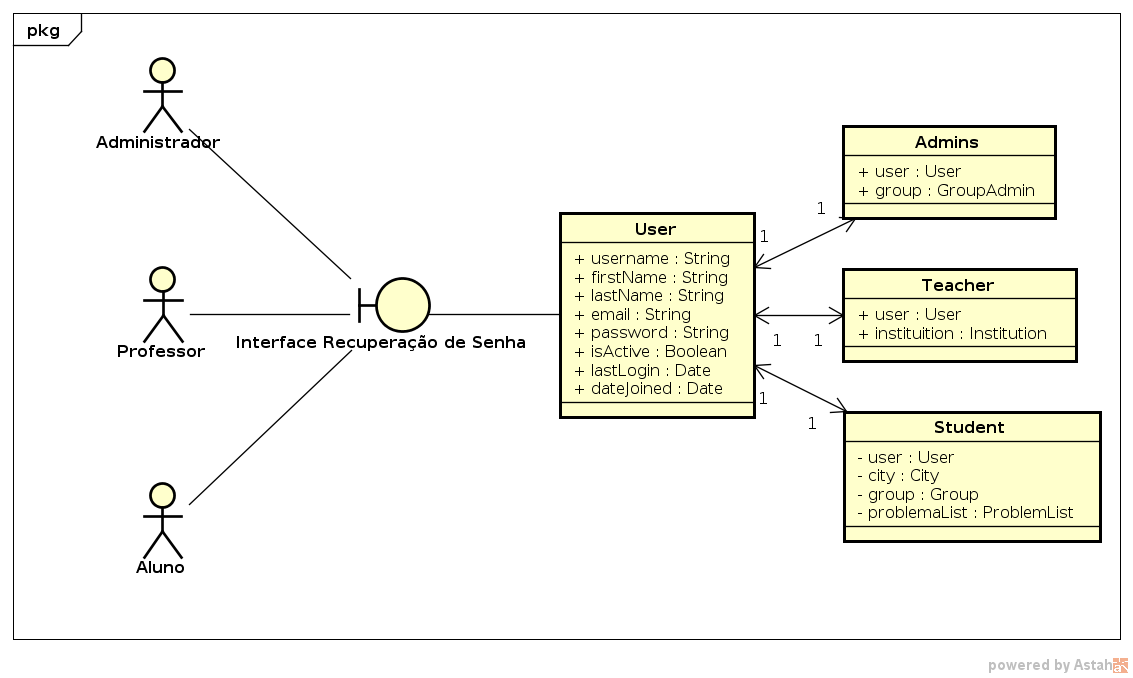 pkg
Administrador
Professor
Aluno
Interface Recuperação de Senha
User
+ username : String
+ firstName : String
+ lastName : String
+ email : String
+ password : String
+ isActive : Boolean
+ lastLogin : Date
+ dateJoined : Date
1
1
1
1
1
1
Admins
+ user : User
+ group : GroupAdmin
Teacher
+ user : User
+ instituition : Institution
Student
- user : User
- city : City
- group : Group
- problemaList : ProblemList
powered by Astah